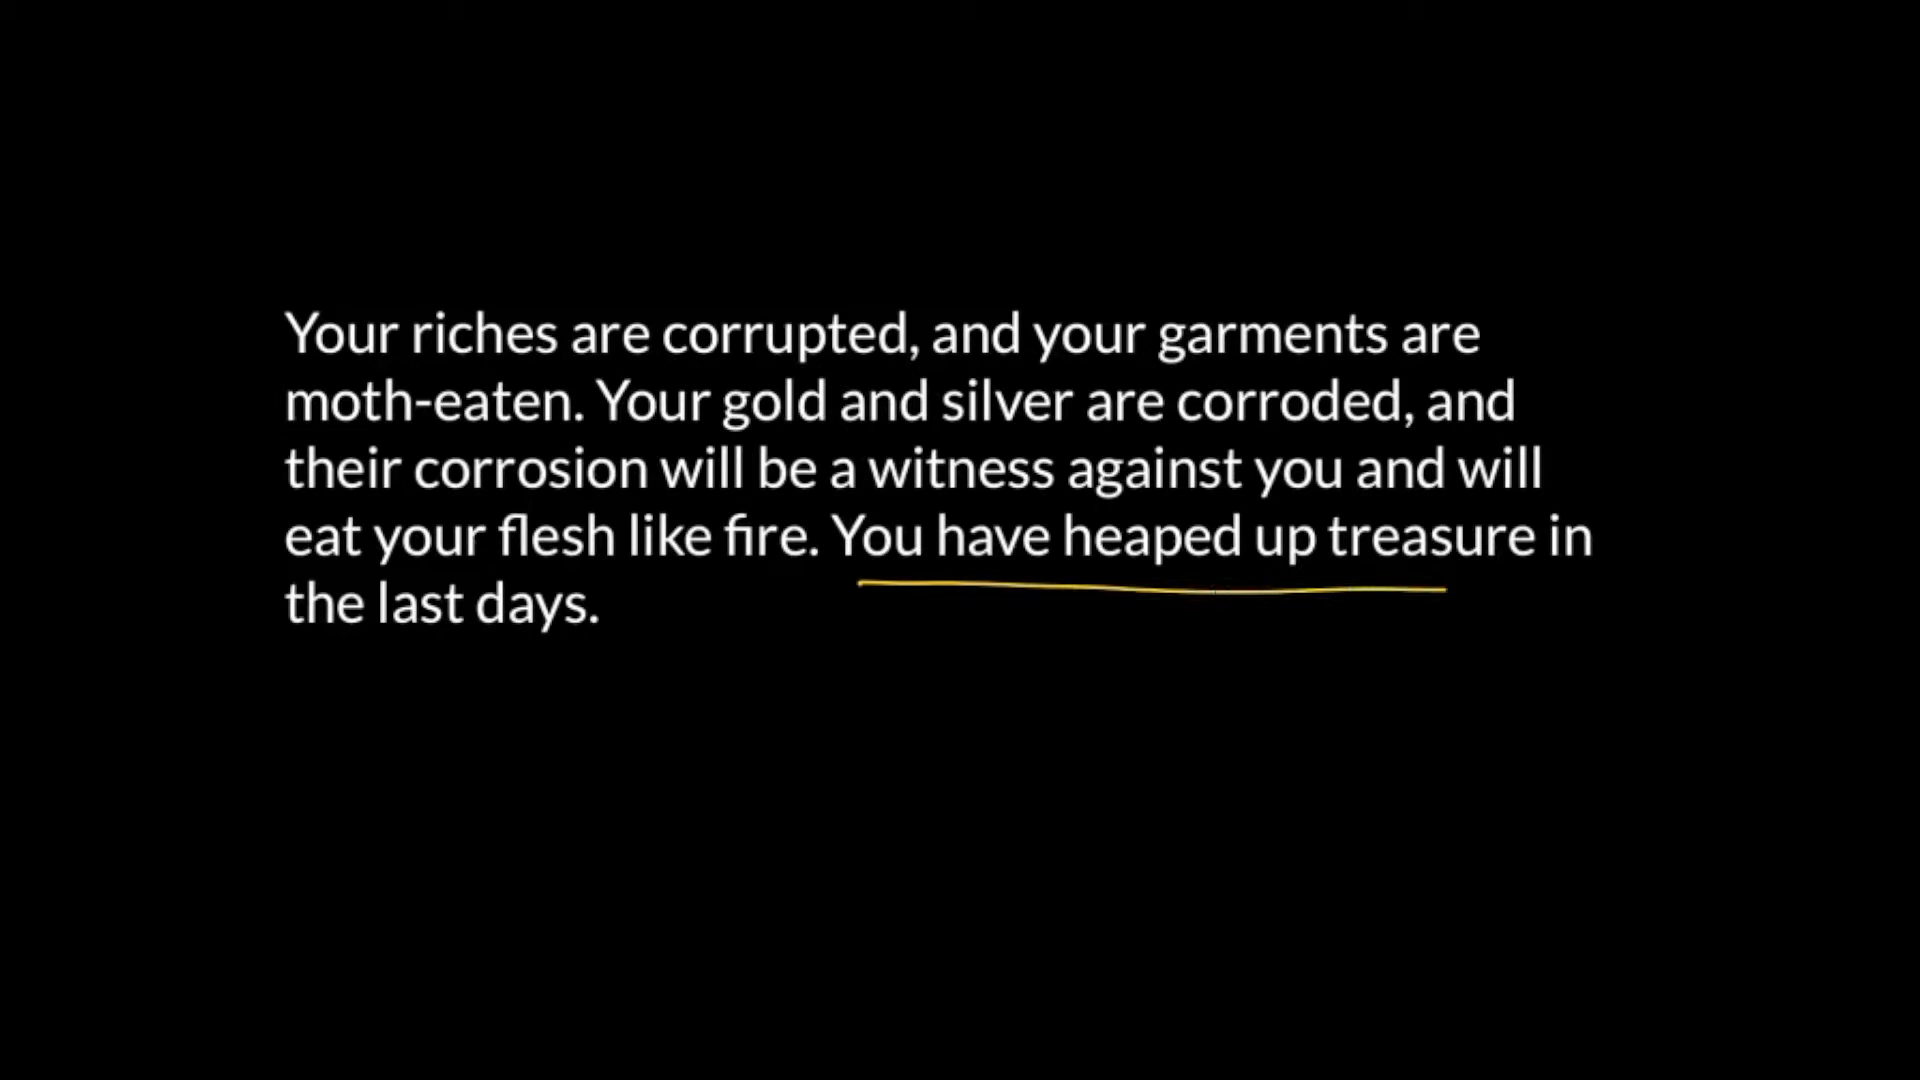 Your riches are corrupted, and your garments are
moth-eaten. Your gold and silver are corroded, and
their corrosion will be a witness against you and will
eat your flesh like fire. You have heaped up treasure in
the last days.